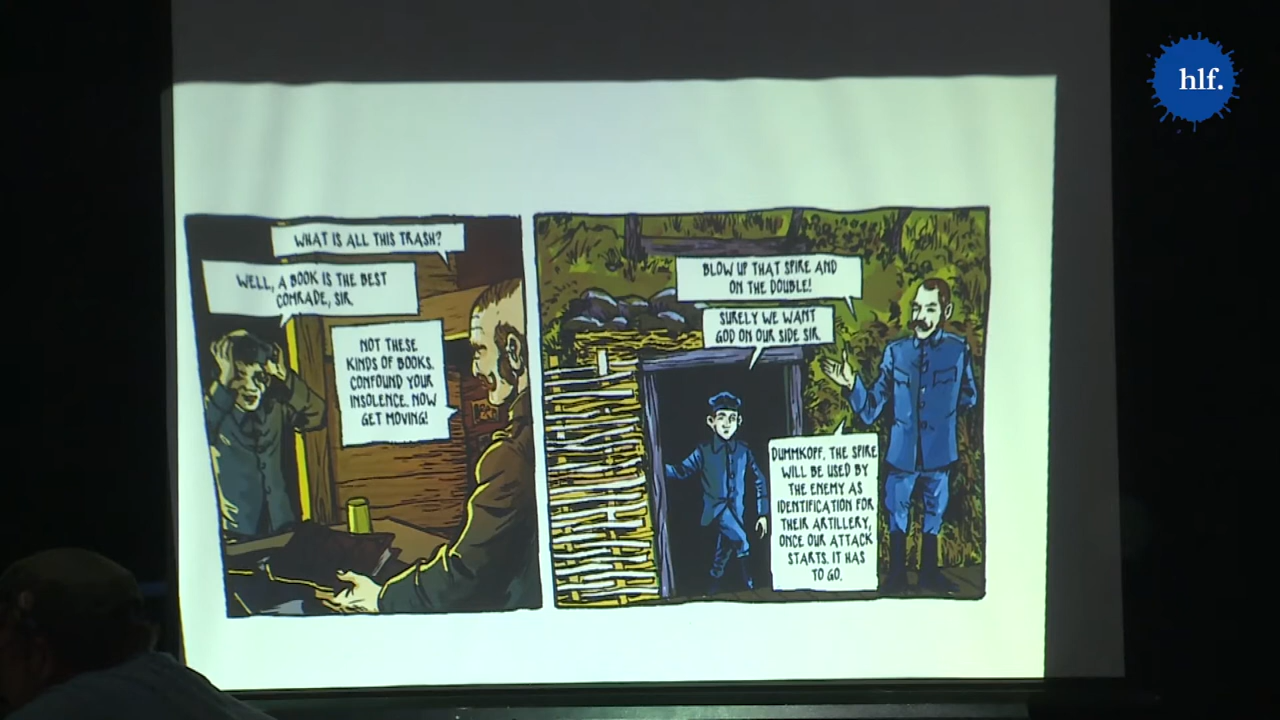 WHAT IS ALL THIS TRASH?
WELL, A BOOK IS THE BEST
COMRADE, SIR.
NOT THESE
KINDS OF BOOKS.
CONFOUND YOUR
INSOLENCE. NOW
GET MOVING!
BLOW UP THAT SPIRE AND
ON THE DOUBLE!
SURELY WE WANT
GOD ON OUR SIDE SIR.
DUMMKOPF, THE SPIRE
WILL BE USED BY
THE ENEMY AS
IDENTIFICATION FOR
THEIR ARTILLERY,
ONCE OUR ATTACK
STARTS. IT HAS
TO GO.
hlf.